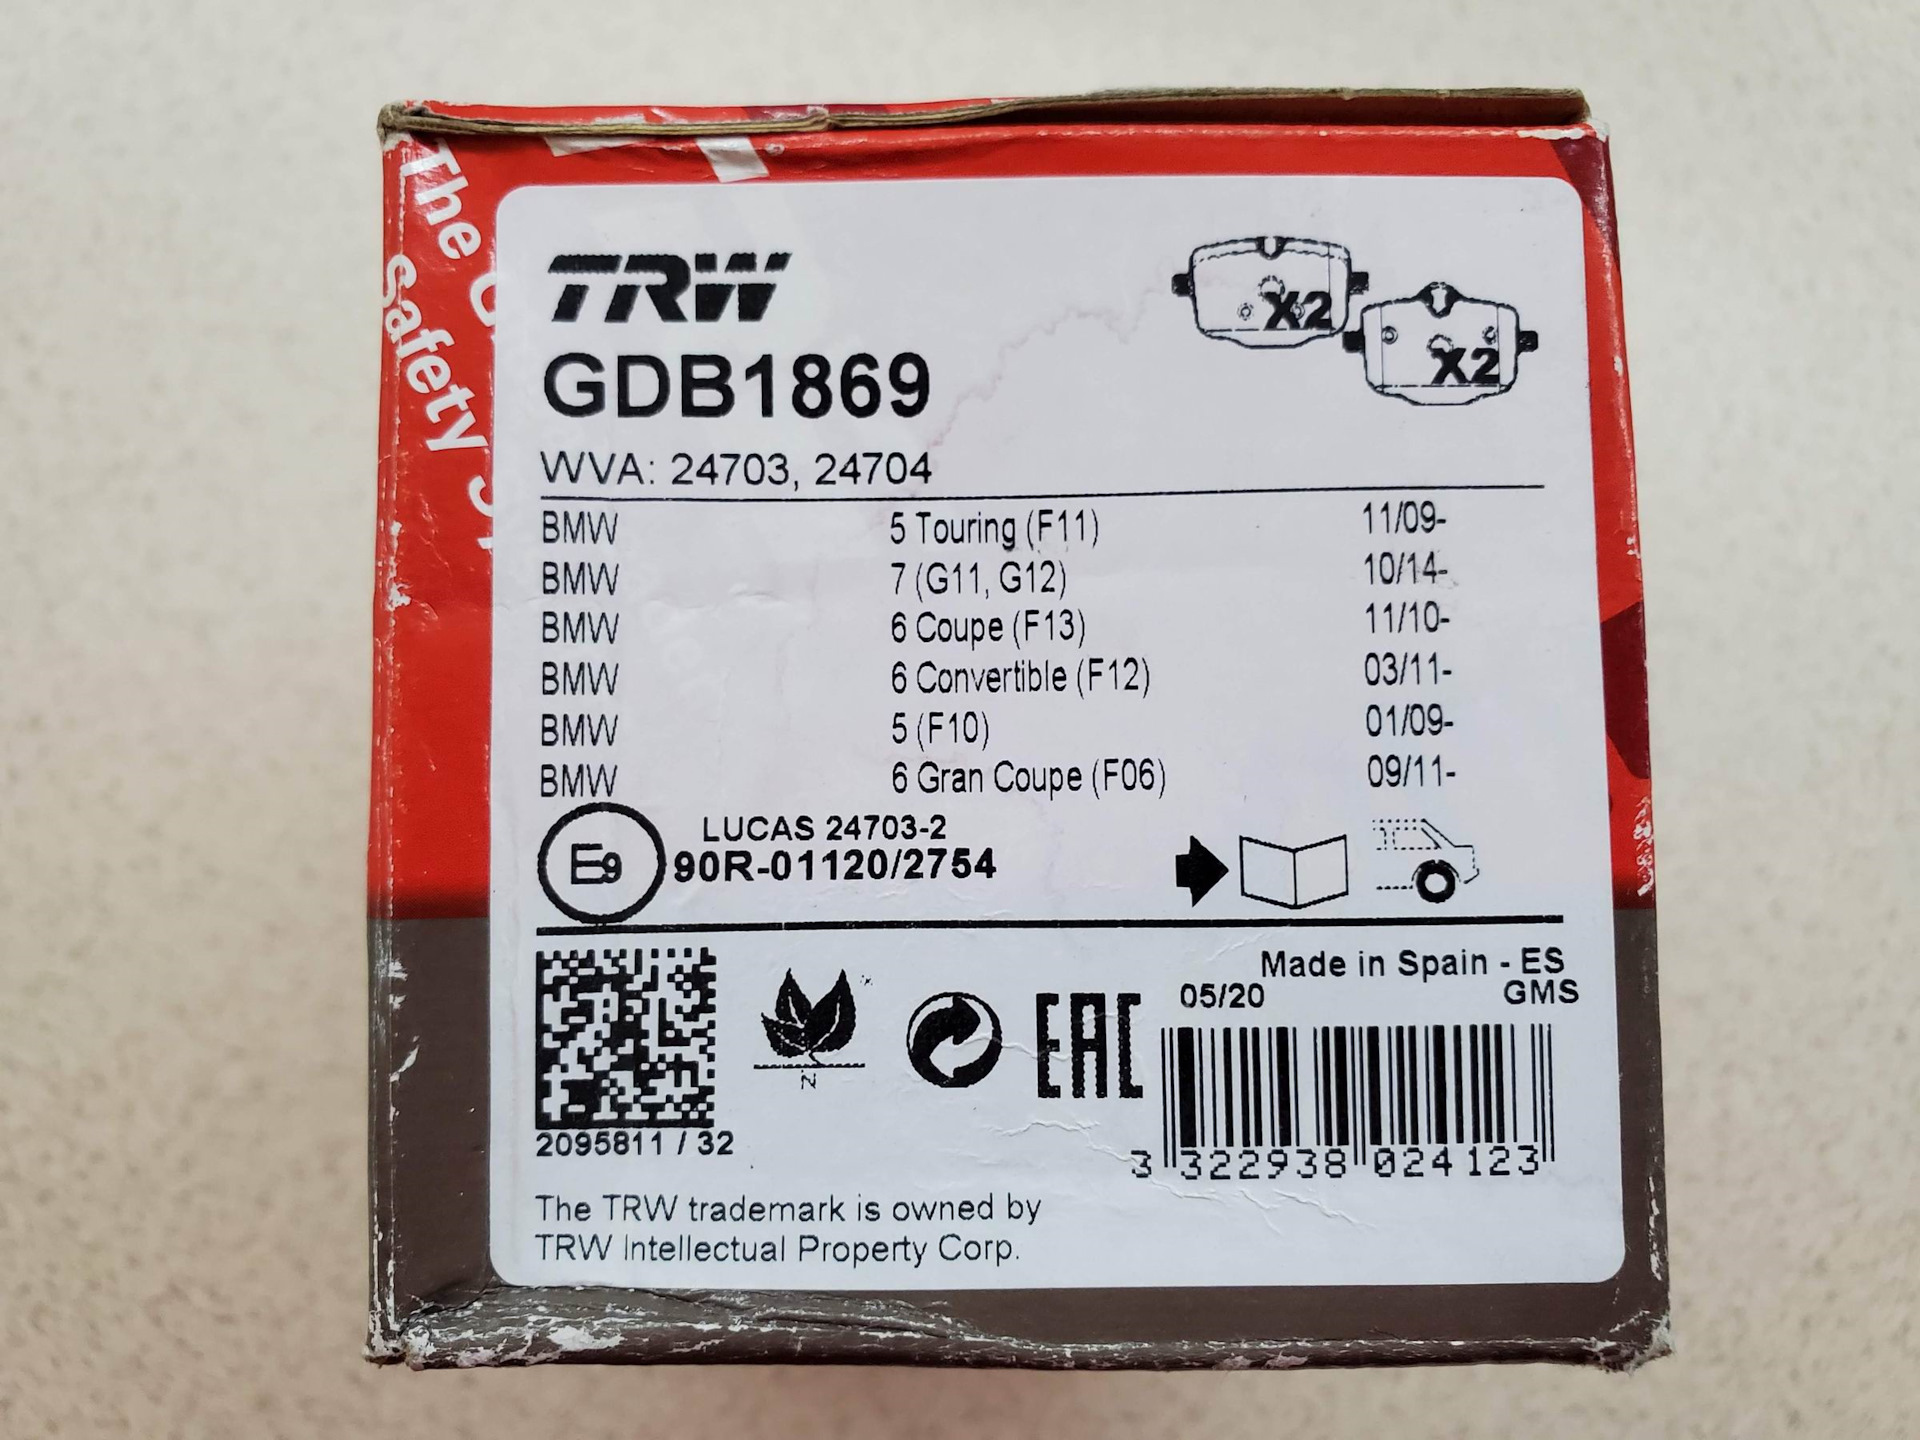 The
Safety
TRW
X2
X2
GDB1869
WVA: 24703, 24704
BMW 5 Touring (F11) 11/09-
BMW 7 (G11, G12) 10/14-
BMW 6 Coupe (F13) 11/10-
BMW 6 Convertible (F12) 03/11-
BMW 5 (F10) 01/09-
BMW 6 Gran Coupe (F06) 09/11-
E9
LUCAS 24703-2
90R-01120/2754
Made in Spain - ES
05/20 GMS
N
EAC
2095811 / 32
3 322938 024123
The TRW trademark is owned by
TRW Intellectual Property Corp.